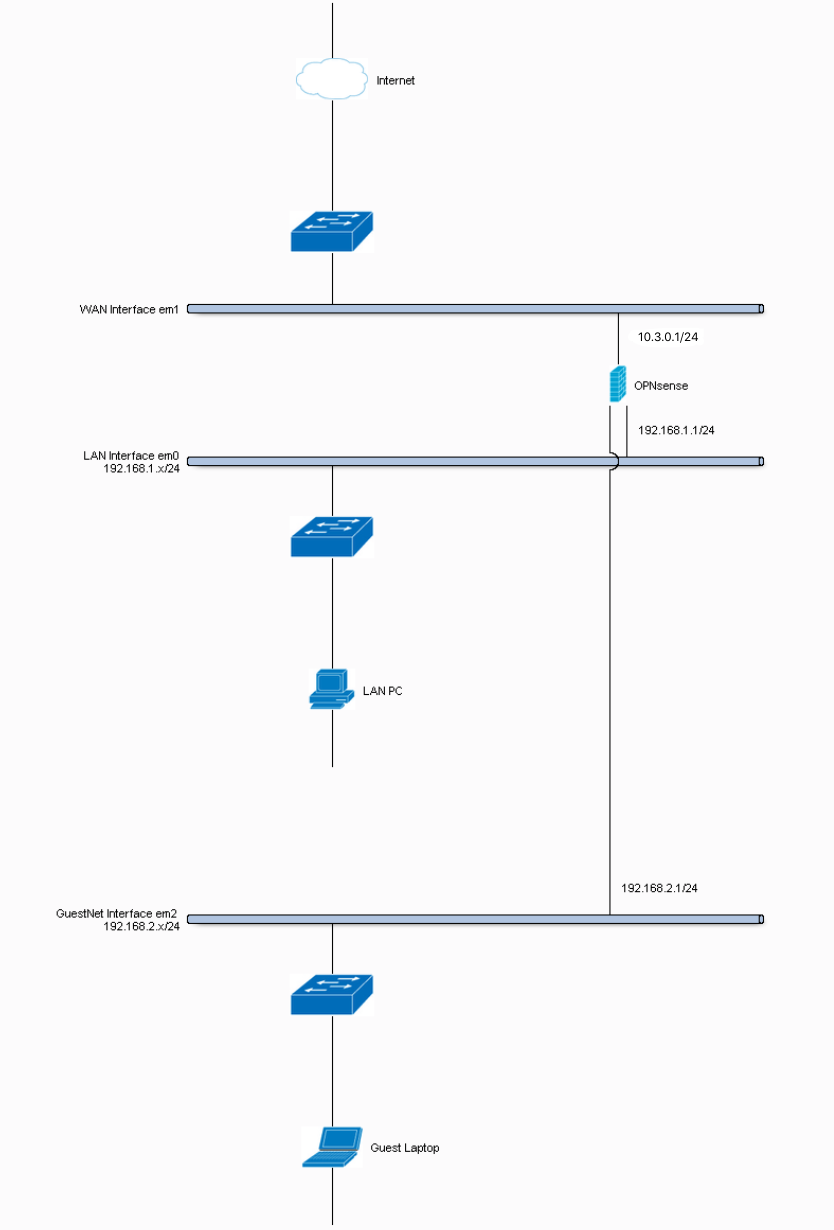 Internet
WAN Interface em1
10.3.0.1/24
OPNsense
192.168.1.1/24
LAN Interface em0
192.168.1.x/24
LAN PC
192.168.2.1/24
GuestNet Interface em2
192.168.2.x/24
Guest Laptop